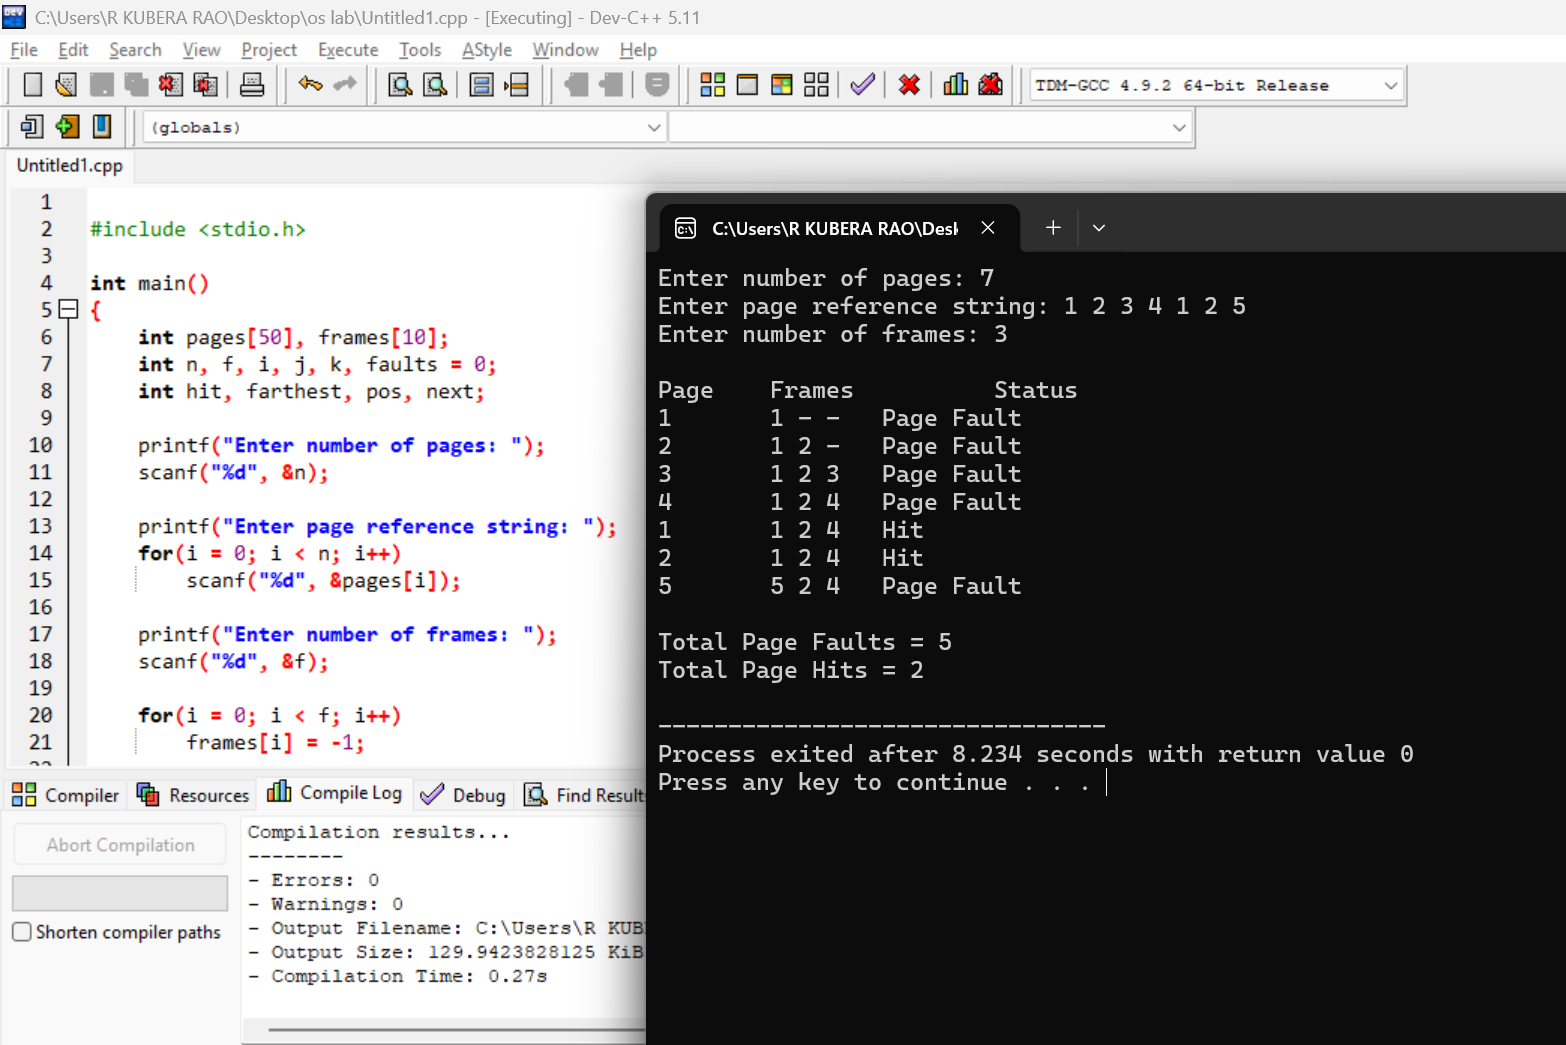 C:\Users\R KUBERA RAO\Desktop\os lab\Untitled1.cpp - [Executing] - Dev-C++ 5.11
File Edit Search View Project Execute Tools AStyle Window Help
TDM-GCC 4.9.2 64-bit Release
(globals)
Untitled1.cpp
1
2 #include <stdio.h>
3
4 int main()
5 {
6 int pages[50], frames[10];
7 int n, f, i, j, k, faults = 0;
8 int hit, farthest, pos, next;
9
10 printf("Enter number of pages: ");
11 scanf("%d", &n);
12
13 printf("Enter page reference string: ");
14 for(i = 0; i < n; i++)
15 scanf("%d", &pages[i]);
16
17 printf("Enter number of frames: ");
18 scanf("%d", &f);
19
20 for(i = 0; i < f; i++)
21 frames[i] = -1;
Compiler Resources Compile Log Debug Find Results
Abort Compilation
Shorten compiler paths
Compilation results...
--------
- Errors: 0
- Warnings: 0
- Output Filename: C:\Users\R KUB
- Output Size: 129.9423828125 KiB
- Compilation Time: 0.27s
C:\Users\R KUBERA RAO\Desk
Enter number of pages: 7
Enter page reference string: 1 2 3 4 1 2 5
Enter number of frames: 3
Page Frames Status
1 1 - - Page Fault
2 1 2 - Page Fault
3 1 2 3 Page Fault
4 1 2 4 Page Fault
1 1 2 4 Hit
2 1 2 4 Hit
5 5 2 4 Page Fault
Total Page Faults = 5
Total Page Hits = 2
--------------------------------
Process exited after 8.234 seconds with return value 0
Press any key to continue . . .